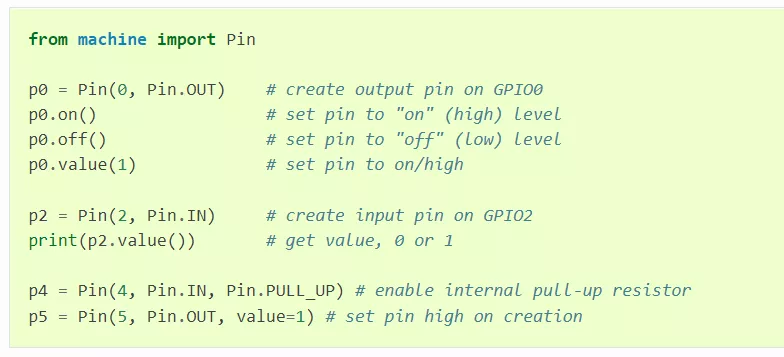 from machine import Pin
p0 = Pin(0, Pin.OUT)    # create output pin on GPIO0
p0.on()                 # set pin to "on" (high) level
p0.off()                # set pin to "off" (low) level
p0.value(1)             # set pin to on/high
p2 = Pin(2, Pin.IN)     # create input pin on GPIO2
print(p2.value())       # get value, 0 or 1
p4 = Pin(4, Pin.IN, Pin.PULL_UP) # enable internal pull-up resistor
p5 = Pin(5, Pin.OUT, value=1) # set pin high on creation